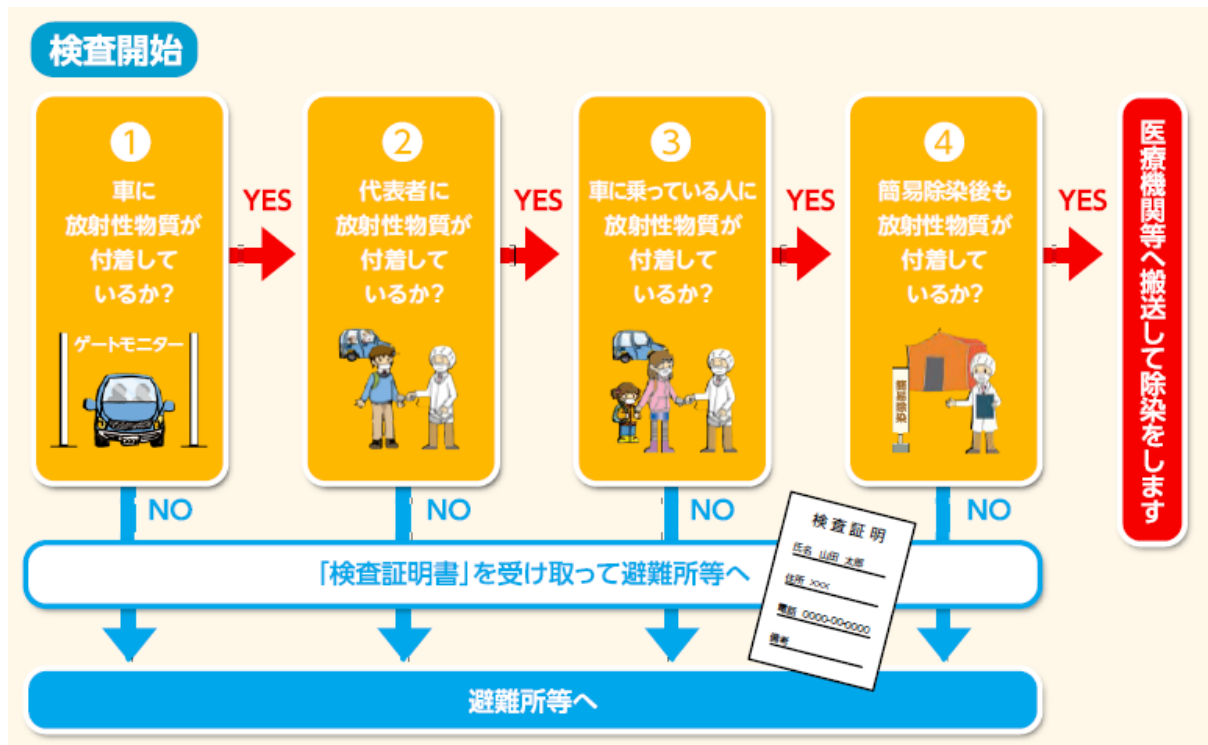 検査開始
1
車に
放射性物質が
付着して
いるか?
ゲートモニター
YES
2
代表者に
放射性物質が
付着して
いるか?
YES
3
車に乗っている人に
放射性物質が
付着して
いるか?
YES
4
簡易除染後も
放射性物質が
付着して
いるか?
簡易除染
YES
医療機関等へ搬送して除染をします
NO
NO
NO
NO
「検査証明書」を受け取って避難所等へ
検査証明
氏名 山田 太郎
住所 xxx
電話 0000-00-0000
備考
避難所等へ